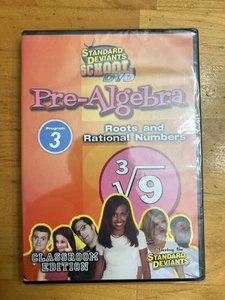 STANDARD
DEVIANTS
SCHOOL
DVD
Pre-Algebra
Program
3
Roots and
Rational Numbers
3√9
CLASSROOM
EDITION
Starring the
STANDARD
DEVIANTS